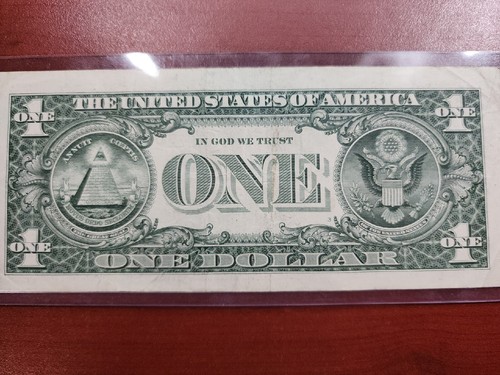 1 1
ONE ONE
THE UNITED STATES OF AMERICA
ANNUIT CŒPTIS
IN GOD WE TRUST
ONE
1 1
ONE ONE
ONE DOLLAR